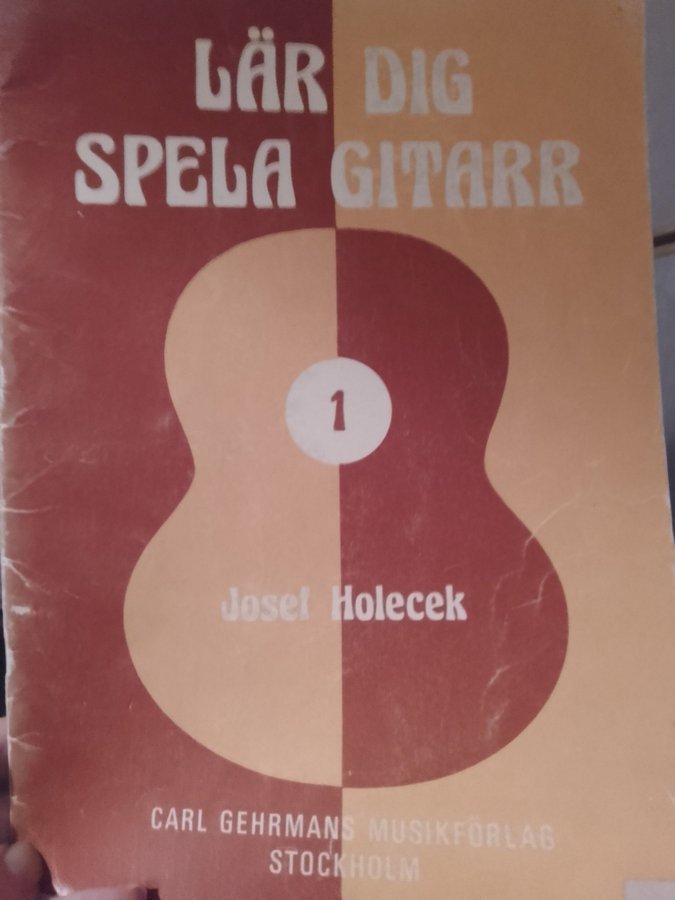 LÄR DIG
SPELA GITARR
1
Josef Holecek
CARL GEHRMANS MUSIKFÖRLAG
STOCKHOLM